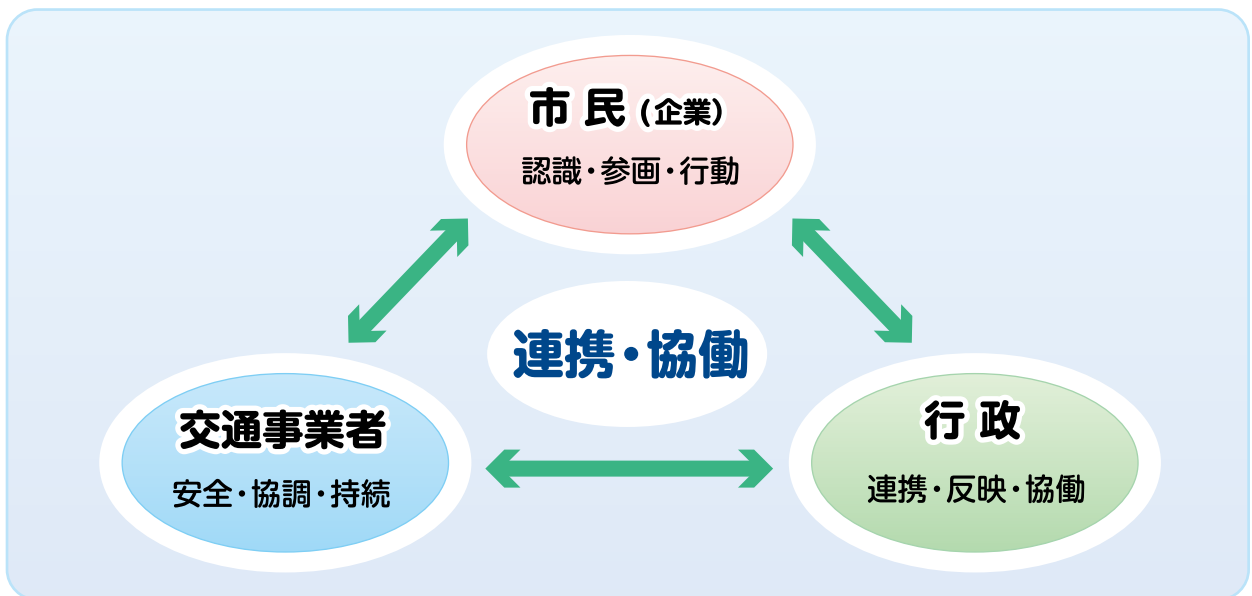 市民(企業)
認識・参画・行動
連携・協働
交通事業者
安全・協調・持続
行政
連携・反映・協働